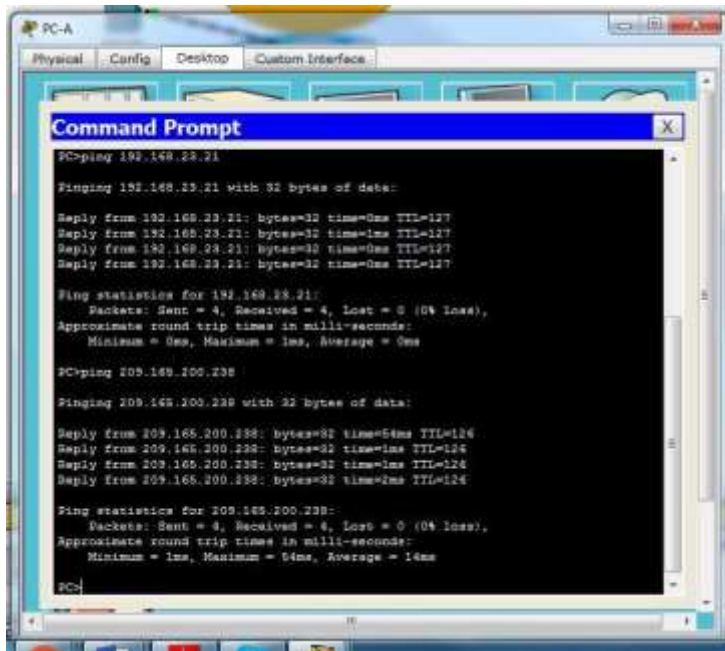 PC-A
Physical Config Desktop Custom Interface
Command Prompt
X
PC>ping 192.168.23.21
Pinging 192.168.23.21 with 32 bytes of data:
Reply from 192.168.23.21: bytes=32 time=0ms TTL=127
Reply from 192.168.23.21: bytes=32 time=1ms TTL=127
Reply from 192.168.23.21: bytes=32 time=0ms TTL=127
Reply from 192.168.23.21: bytes=32 time=0ms TTL=127
Ping statistics for 192.168.23.21:
Packets: Sent = 4, Received = 4, Lost = 0 (0% loss),
Approximate round trip times in milli-seconds:
Minimum = 0ms, Maximum = 1ms, Average = 0ms
PC>ping 209.165.200.238
Pinging 209.165.200.238 with 32 bytes of data:
Reply from 209.165.200.238: bytes=32 time=54ms TTL=126
Reply from 209.165.200.238: bytes=32 time=1ms TTL=126
Reply from 209.165.200.238: bytes=32 time=1ms TTL=126
Reply from 209.165.200.238: bytes=32 time=2ms TTL=126
Ping statistics for 209.165.200.238:
Packets: Sent = 4, Received = 4, Lost = 0 (0% loss),
Approximate round trip times in milli-seconds:
Minimum = 1ms, Maximum = 54ms, Average = 14ms
PC>